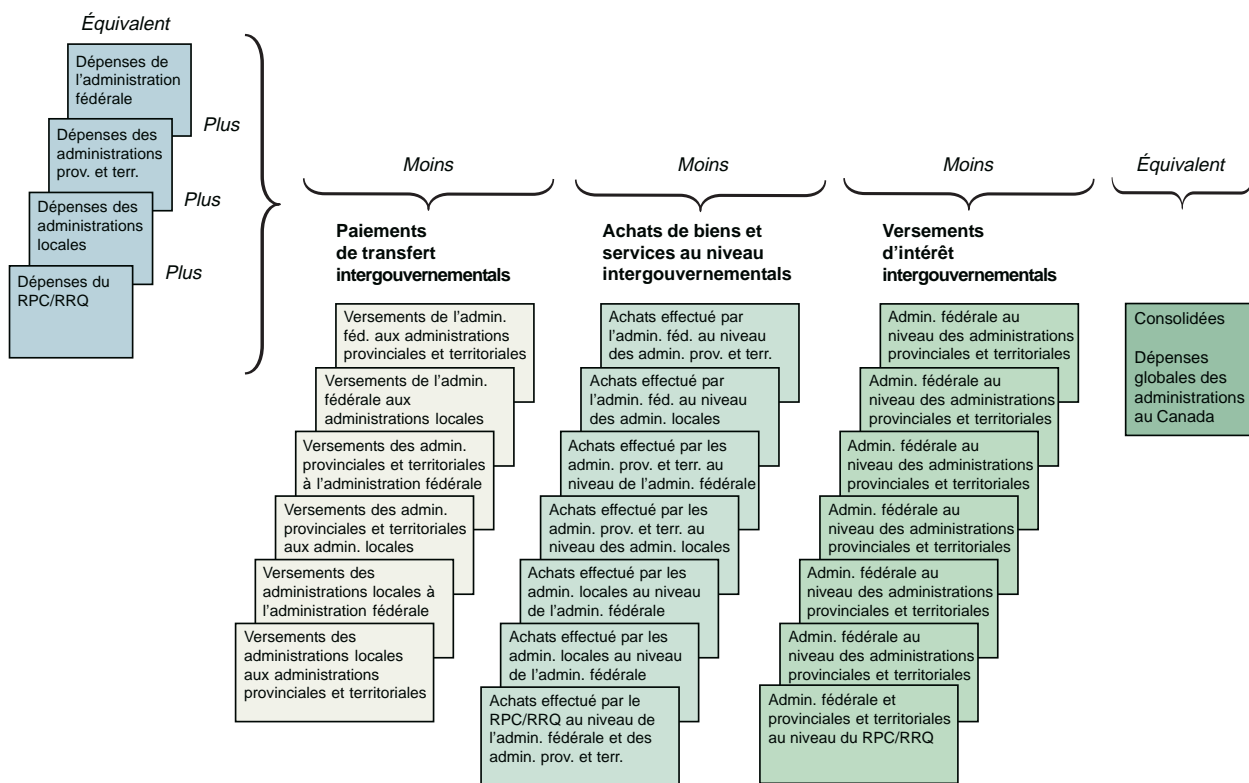 Équivalent
Dépenses de
l'administration
fédérale
Plus
Dépenses des
administrations
prov. et terr.
Plus
Dépenses des
administrations
locales
Plus
Dépenses du
RPC/RRQ
Moins
Paiements
de transfert
intergouvernementals
Versements de l'admin.
féd. aux administrations
provinciales et territoriales
Versements de l'admin.
fédérale aux
administrations locales
Versements des admin.
provinciales et territoriales
à l'administration fédérale
Versements des admin.
provinciales et territoriales
aux admin. locales
Versements des
administrations locales à
l'administration fédérale
Versements des
administrations locales
aux administrations
provinciales et territoriales
Moins
Achats de biens et
services au niveau
intergouvernementals
Achats effectué par
l'admin. féd. au niveau
des admin. prov. et terr.
Achats effectué par
l'admin. féd. au niveau
des admin. locales
Achats effectué par les
admin. prov. et terr. au
niveau de l'admin. fédérale
Achats effectué par les
admin. prov. et terr. au
niveau des admin. locales
Achats effectué par les
admin. locales au niveau
de l'admin. fédérale
Achats effectué par les
admin. locales au niveau
de l'admin. fédérale
Achats effectué par le
RPC/RRQ au niveau de
l'admin. fédérale et des
admin. prov. et terr.
Moins
Versements
d'intérêt
intergouvernementals
Admin. fédérale au
niveau des administrations
provinciales et territoriales
Admin. fédérale au
niveau des administrations
provinciales et territoriales
Admin. fédérale au
niveau des administrations
provinciales et territoriales
Admin. fédérale au
niveau des administrations
provinciales et territoriales
Admin. fédérale au
niveau des administrations
provinciales et territoriales
Admin. fédérale au
niveau des administrations
provinciales et territoriales
Admin. fédérale et
provinciales et territoriales
au niveau du RPC/RRQ
Équivalent
Consolidées
Dépenses
globales des
administrations
au Canada